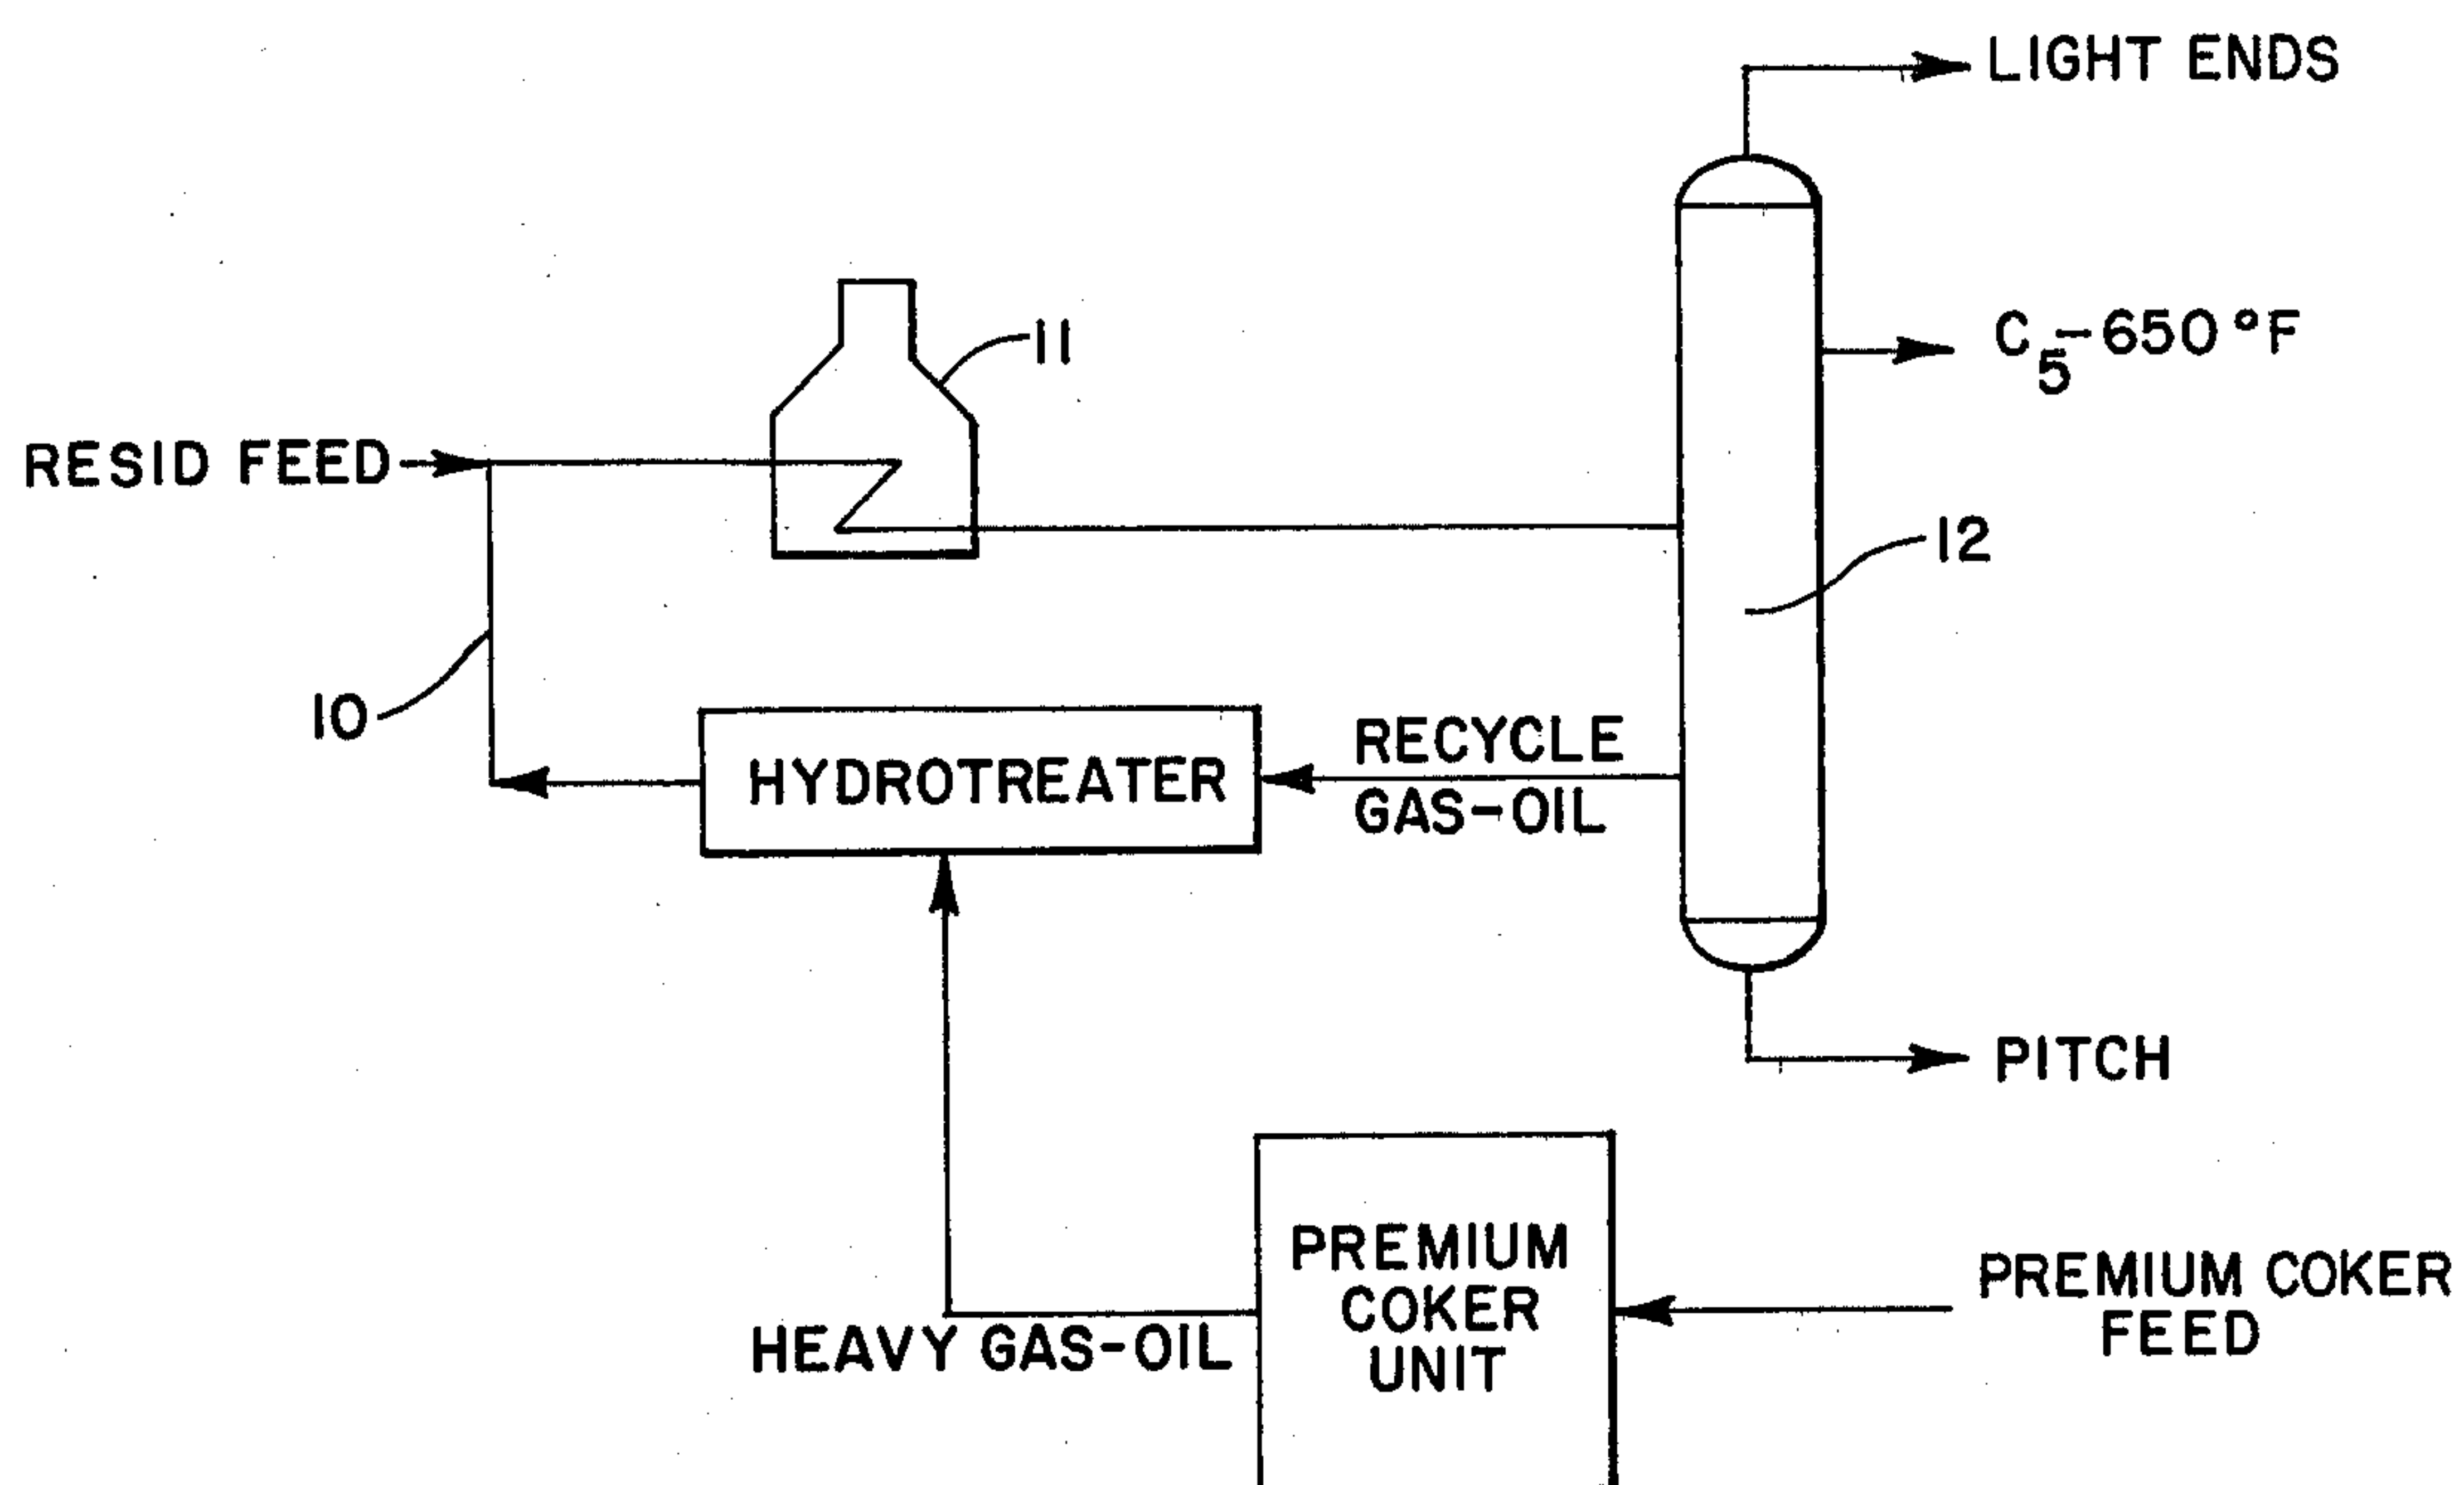 LIGHT ENDS
C5-650°F
11
RESID FEED
12
10
HYDROTREATER
RECYCLE
GAS-OIL
PITCH
PREMIUM
COKER
UNIT
PREMIUM COKER
FEED
HEAVY GAS-OIL